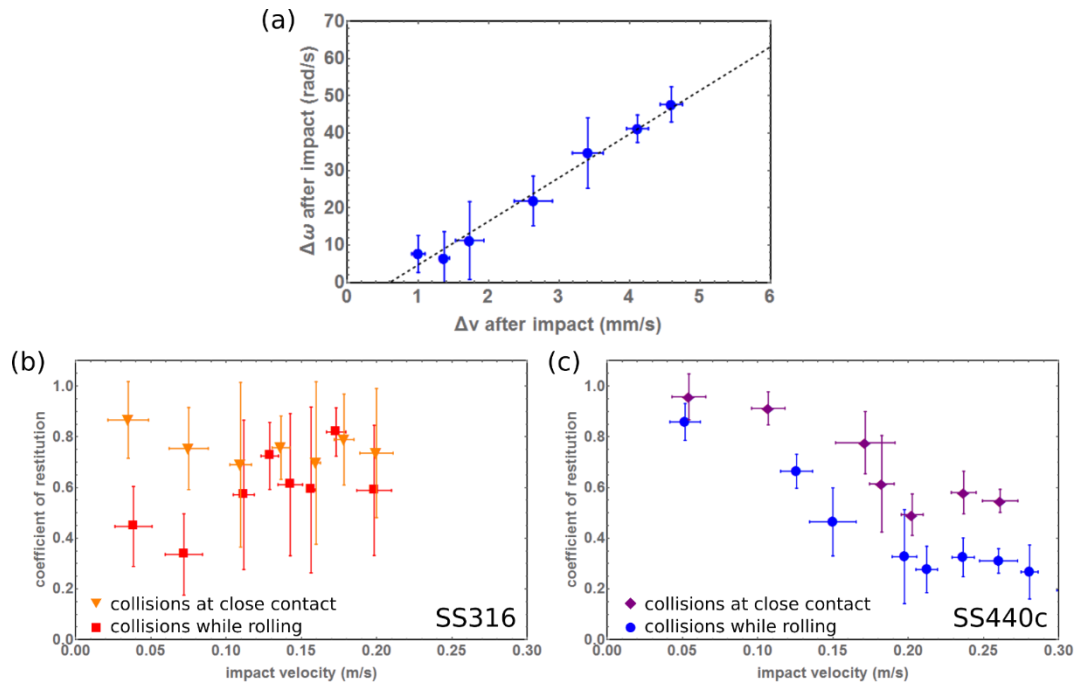 (a)
70
60
50
40
30
20
10
0
Δω after impact (rad/s)
0 1 2 3 4 5 6
Δv after impact (mm/s)
(b)
1.0
0.8
0.6
0.4
0.2
0.0
coefficient of restitution
collisions at close contact
collisions while rolling
SS316
0.00 0.05 0.10 0.15 0.20 0.25 0.30
impact velocity (m/s)
(c)
1.0
0.8
0.6
0.4
0.2
0.0
coefficient of restitution
collisions at close contact
collisions while rolling
SS440c
0.00 0.05 0.10 0.15 0.20 0.25 0.30
impact velocity (m/s)